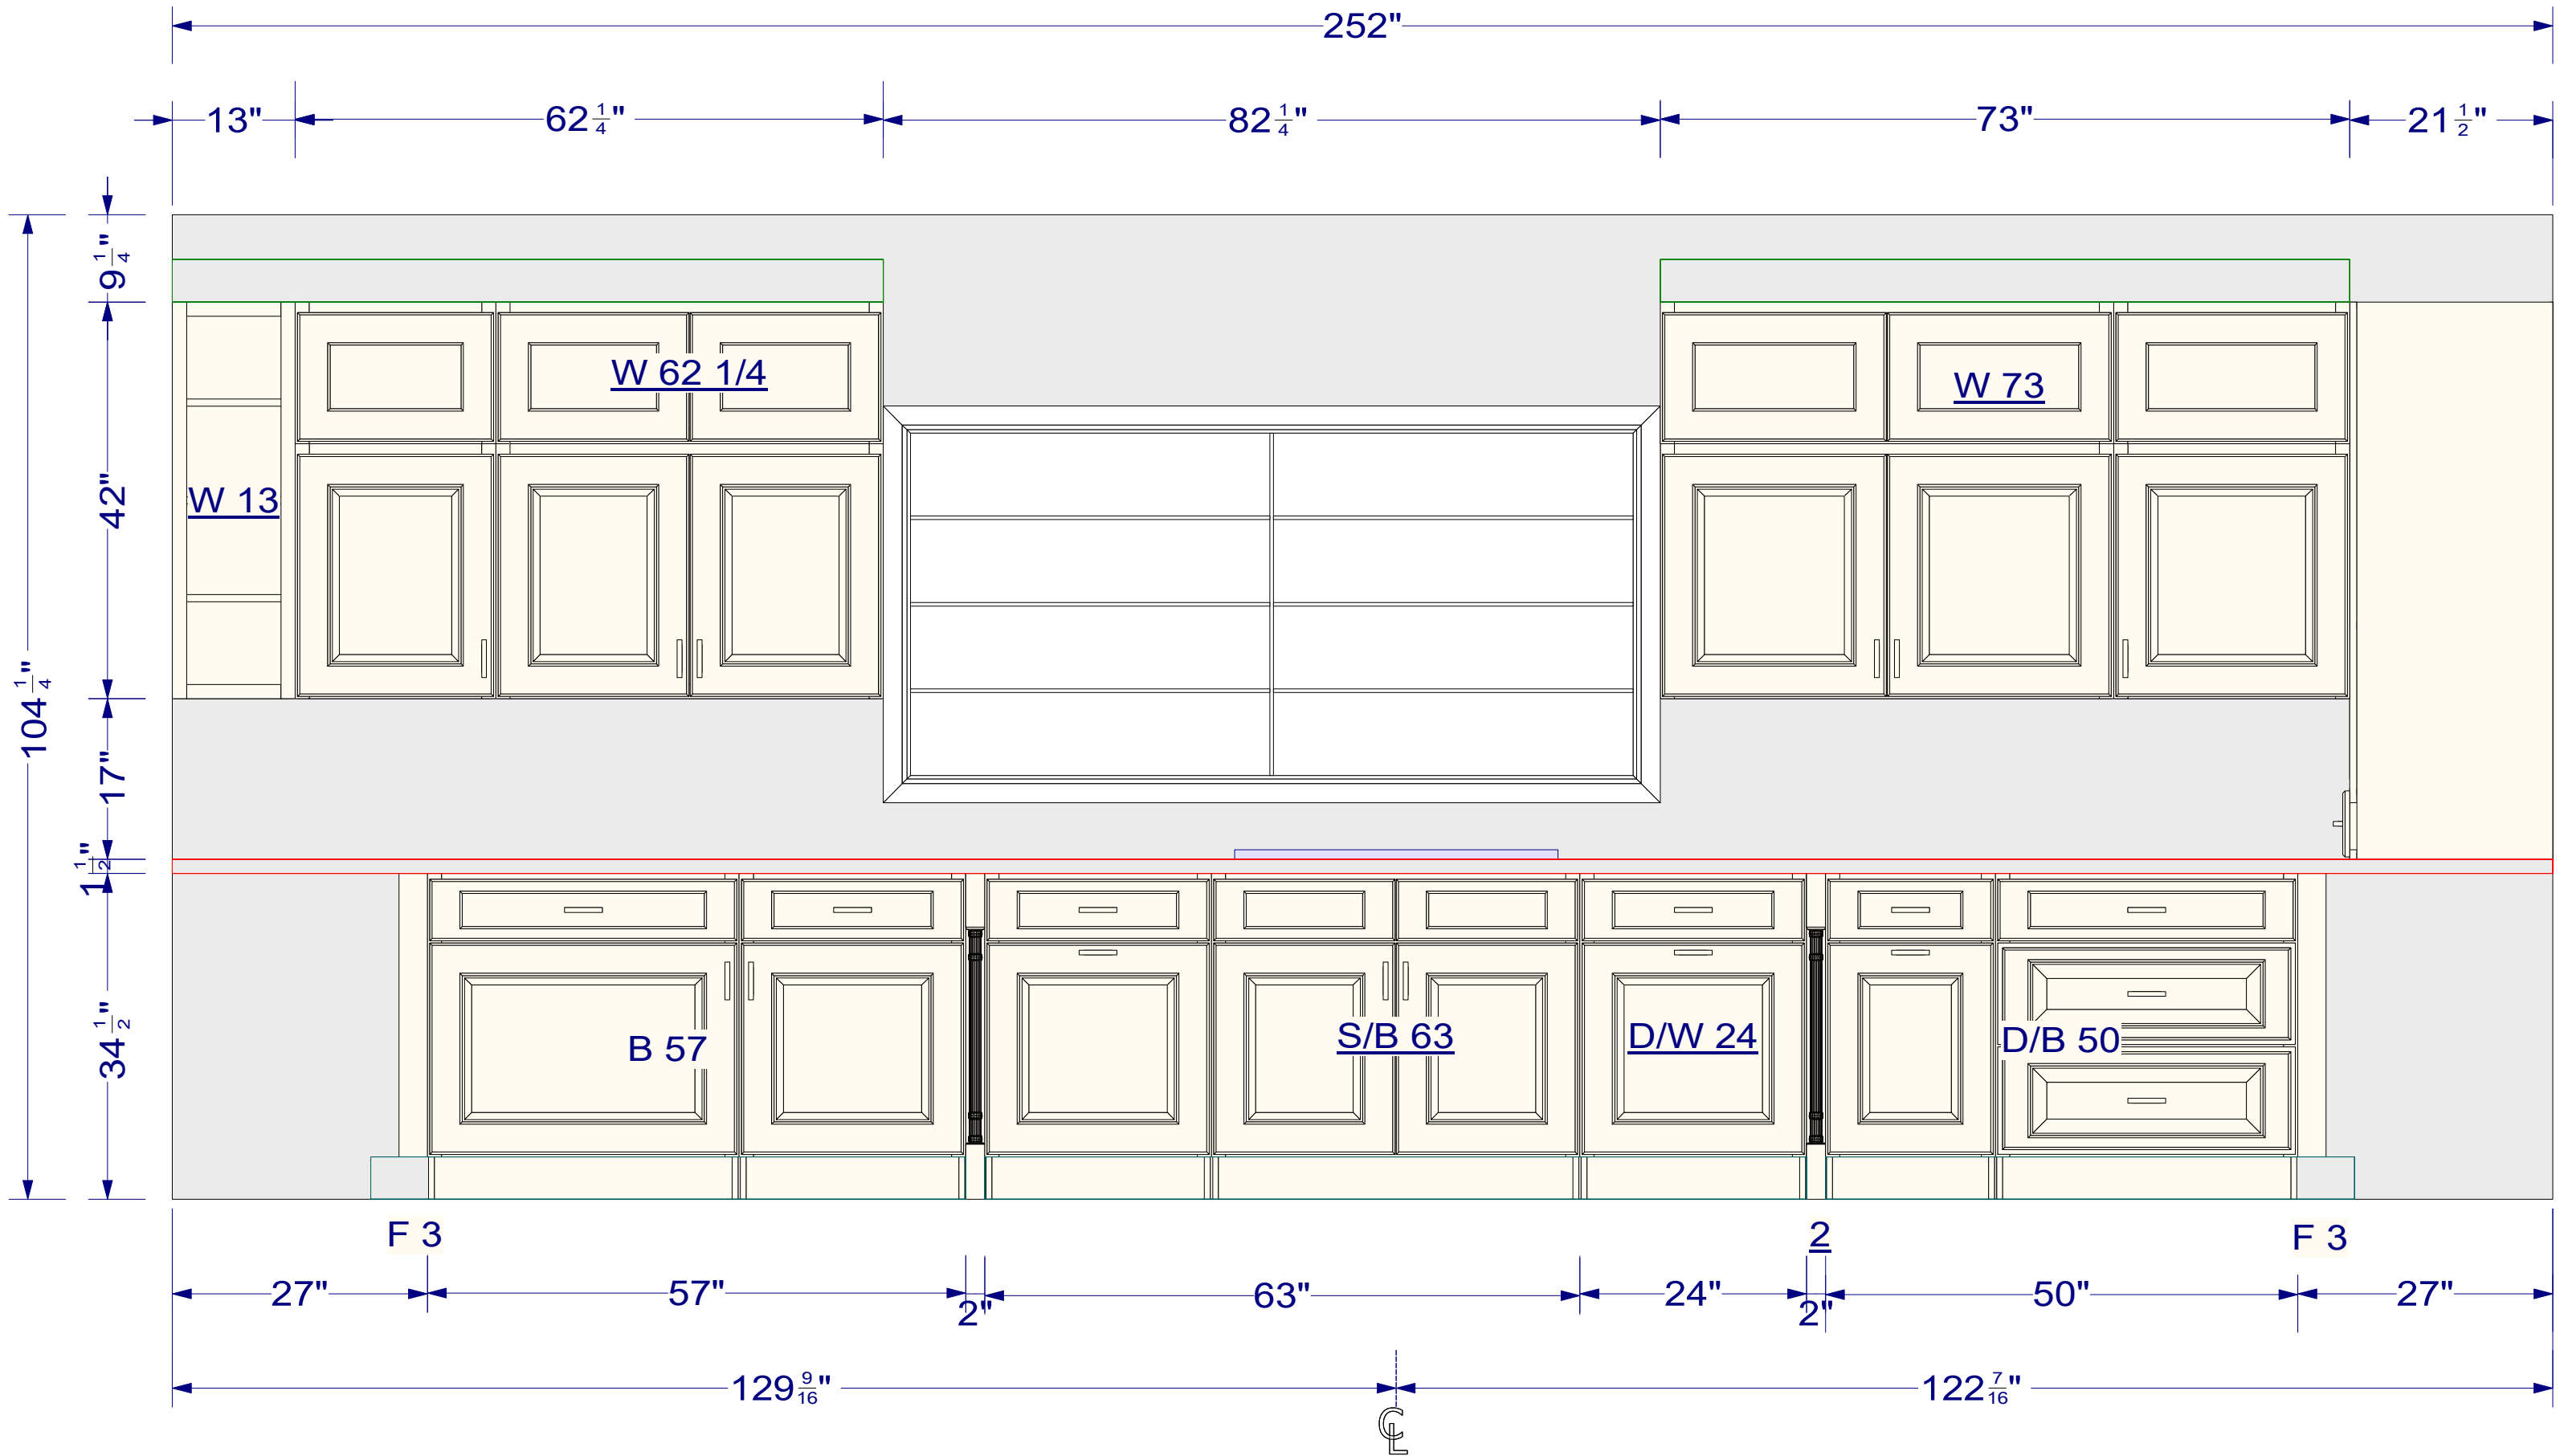 252"
13" 62 1/4" 82 1/4" 73" 21 1/2"
9 1/4"
42"
104 1/4"
17"
1 1/2"
34 1/2"
W 62 1/4
W 73
W 13
B 57
S/B 63
D/W 24
D/B 50
F 3 2 F 3
27" 57" 2" 63" 24" 2" 50" 27"
129 9/16" 122 7/16"
CL